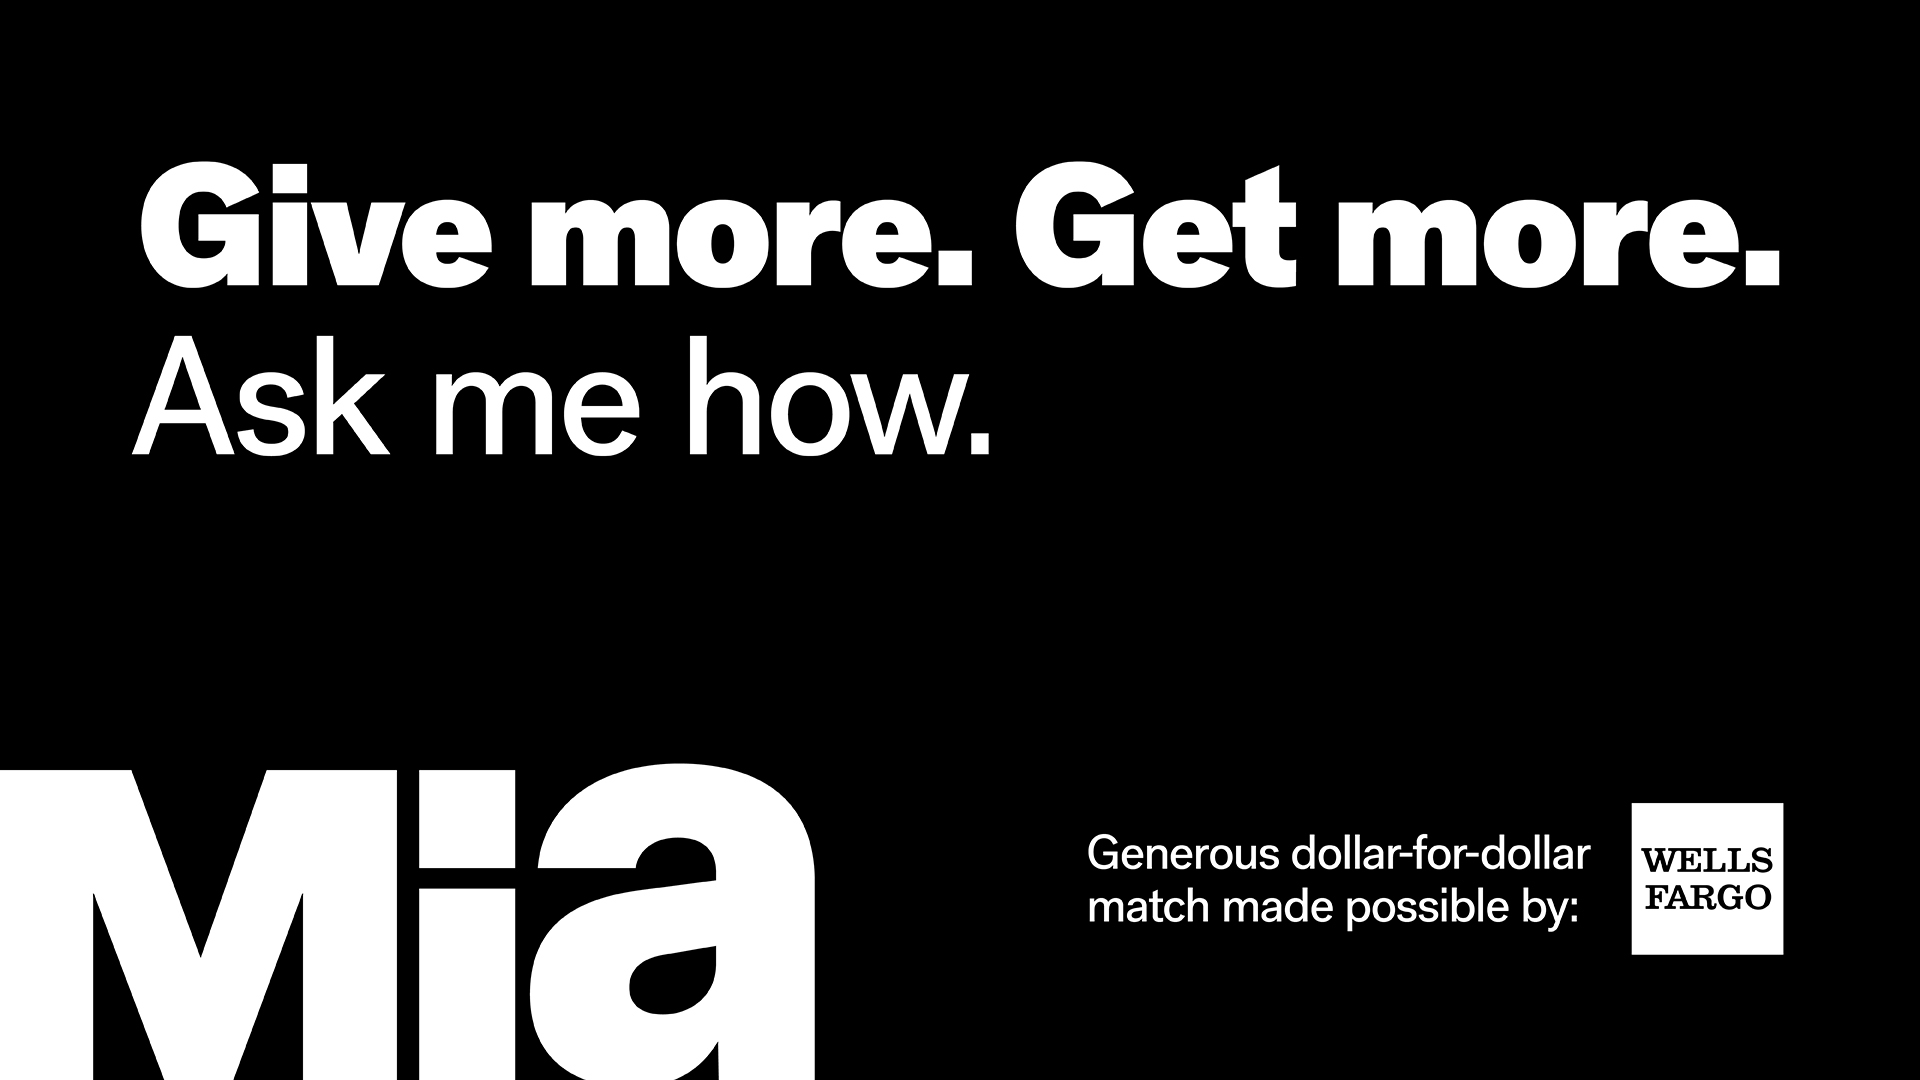 Give more. Get more.
Ask me how.
Mia
Generous dollar-for-dollar
match made possible by:
WELLS
FARGO